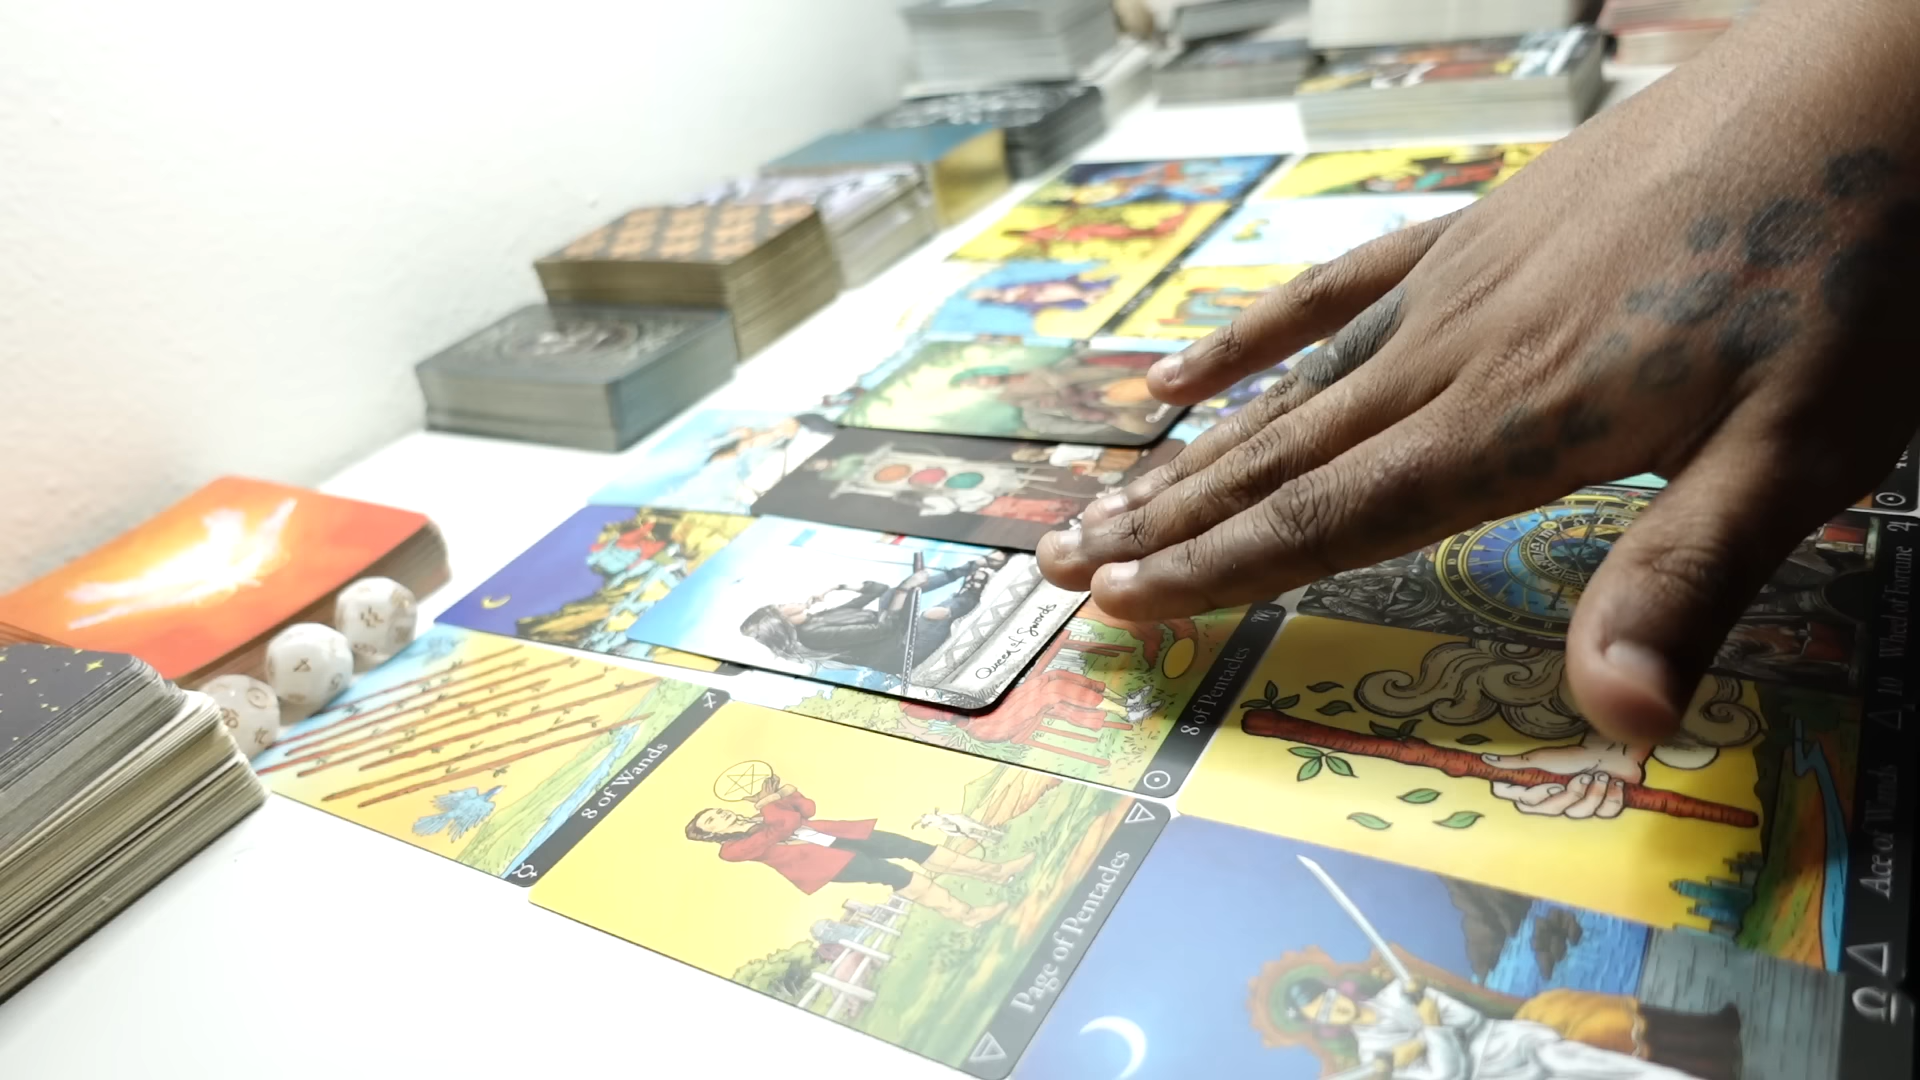 Queen of Swords
8 of Pentacles
8 of Wands
Page of Pentacles
10 Wheel of Fortune
Ace of Wands